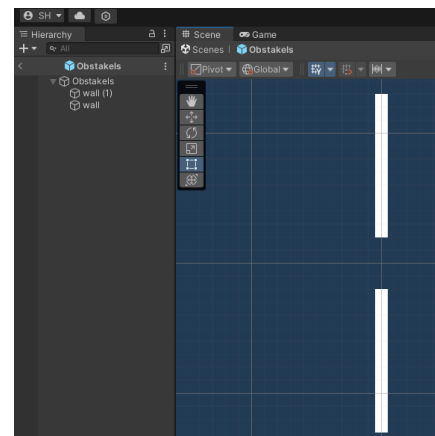 SH
Hierarchy
All
Obstakels
Obstakels
wall (1)
wall
Scene
Game
Scenes | Obstakels
Pivot
Global